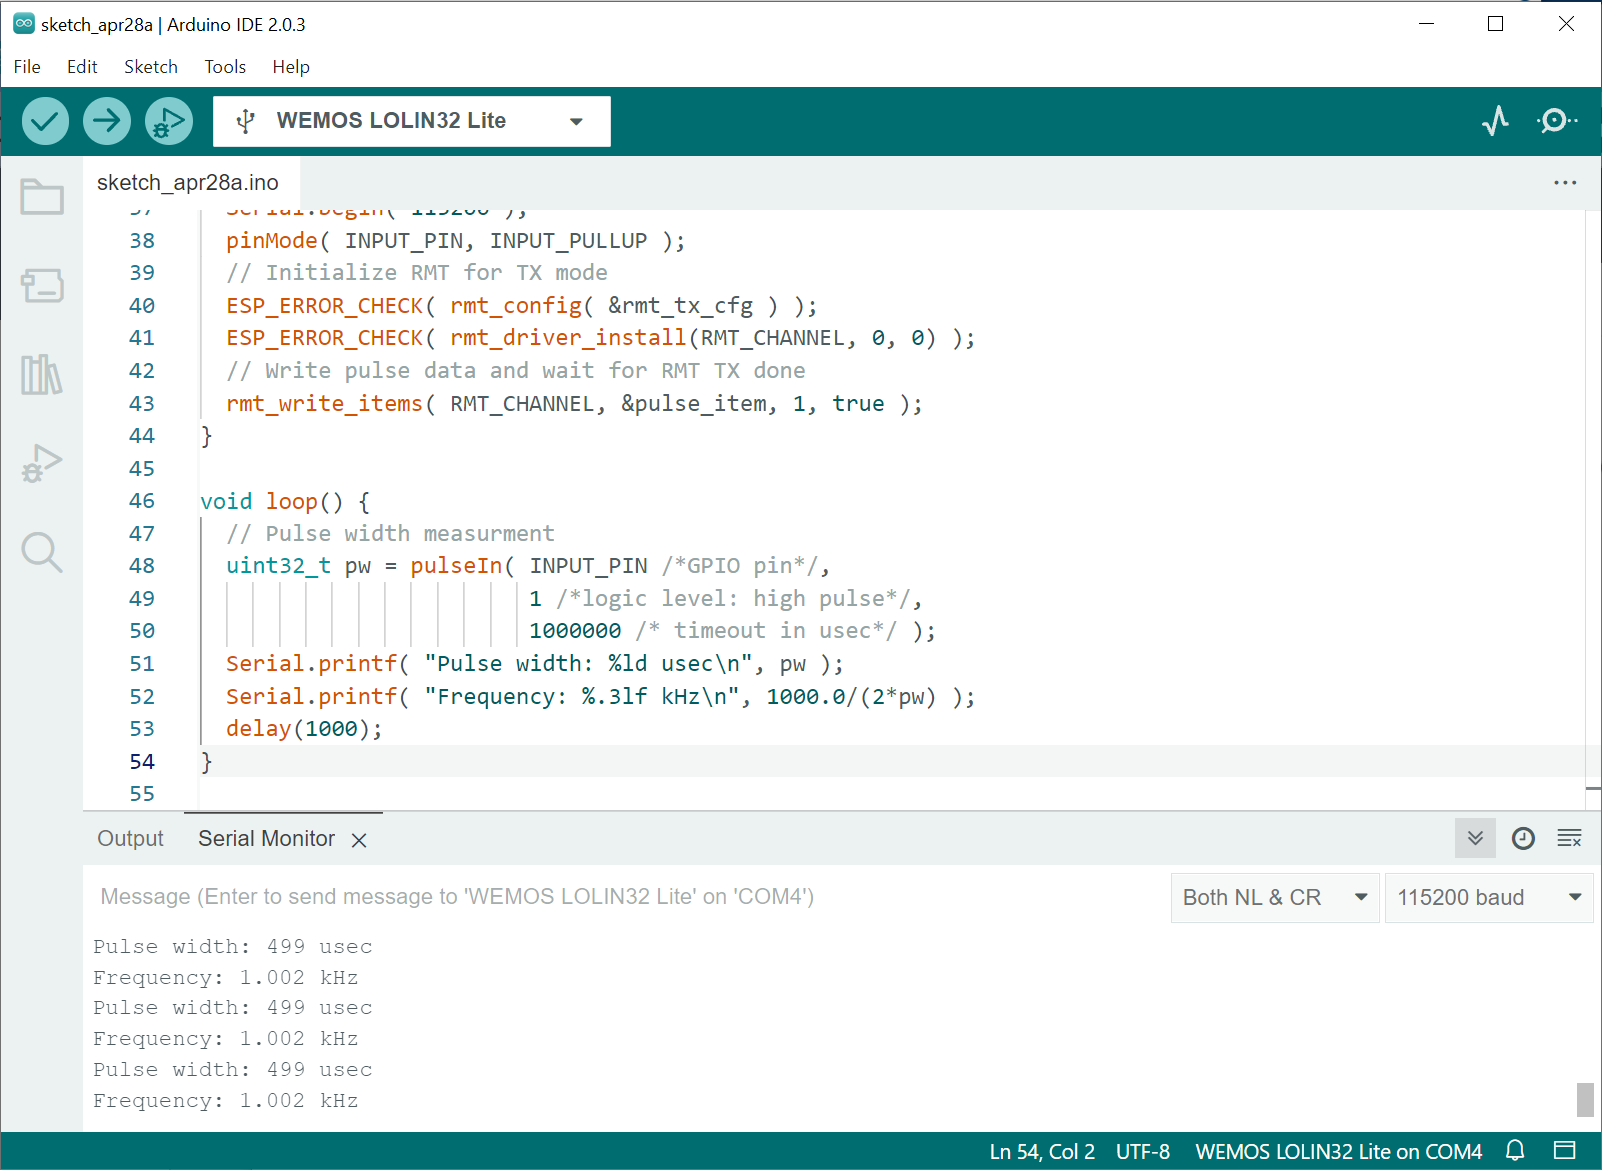 sketch_apr28a | Arduino IDE 2.0.3
File Edit Sketch Tools Help
WEMOS LOLIN32 Lite
sketch_apr28a.ino
37 Serial.begin( 115200 );
38 pinMode( INPUT_PIN, INPUT_PULLUP );
39 // Initialize RMT for TX mode
40 ESP_ERROR_CHECK( rmt_config( &rmt_tx_cfg ) );
41 ESP_ERROR_CHECK( rmt_driver_install(RMT_CHANNEL, 0, 0) );
42 // Write pulse data and wait for RMT TX done
43 rmt_write_items( RMT_CHANNEL, &pulse_item, 1, true );
44 }
45
46 void loop() {
47 // Pulse width measurment
48 uint32_t pw = pulseIn( INPUT_PIN /*GPIO pin*/,
49 1 /*logic level: high pulse*/,
50 1000000 /* timeout in usec*/ );
51 Serial.printf( "Pulse width: %ld usec\n", pw );
52 Serial.printf( "Frequency: %.3lf kHz\n", 1000.0/(2*pw) );
53 delay(1000);
54 }
55
Output Serial Monitor
Message (Enter to send message to 'WEMOS LOLIN32 Lite' on 'COM4')
Both NL & CR 115200 baud
Pulse width: 499 usec
Frequency: 1.002 kHz
Pulse width: 499 usec
Frequency: 1.002 kHz
Pulse width: 499 usec
Frequency: 1.002 kHz
Ln 54, Col 2 UTF-8 WEMOS LOLIN32 Lite on COM4